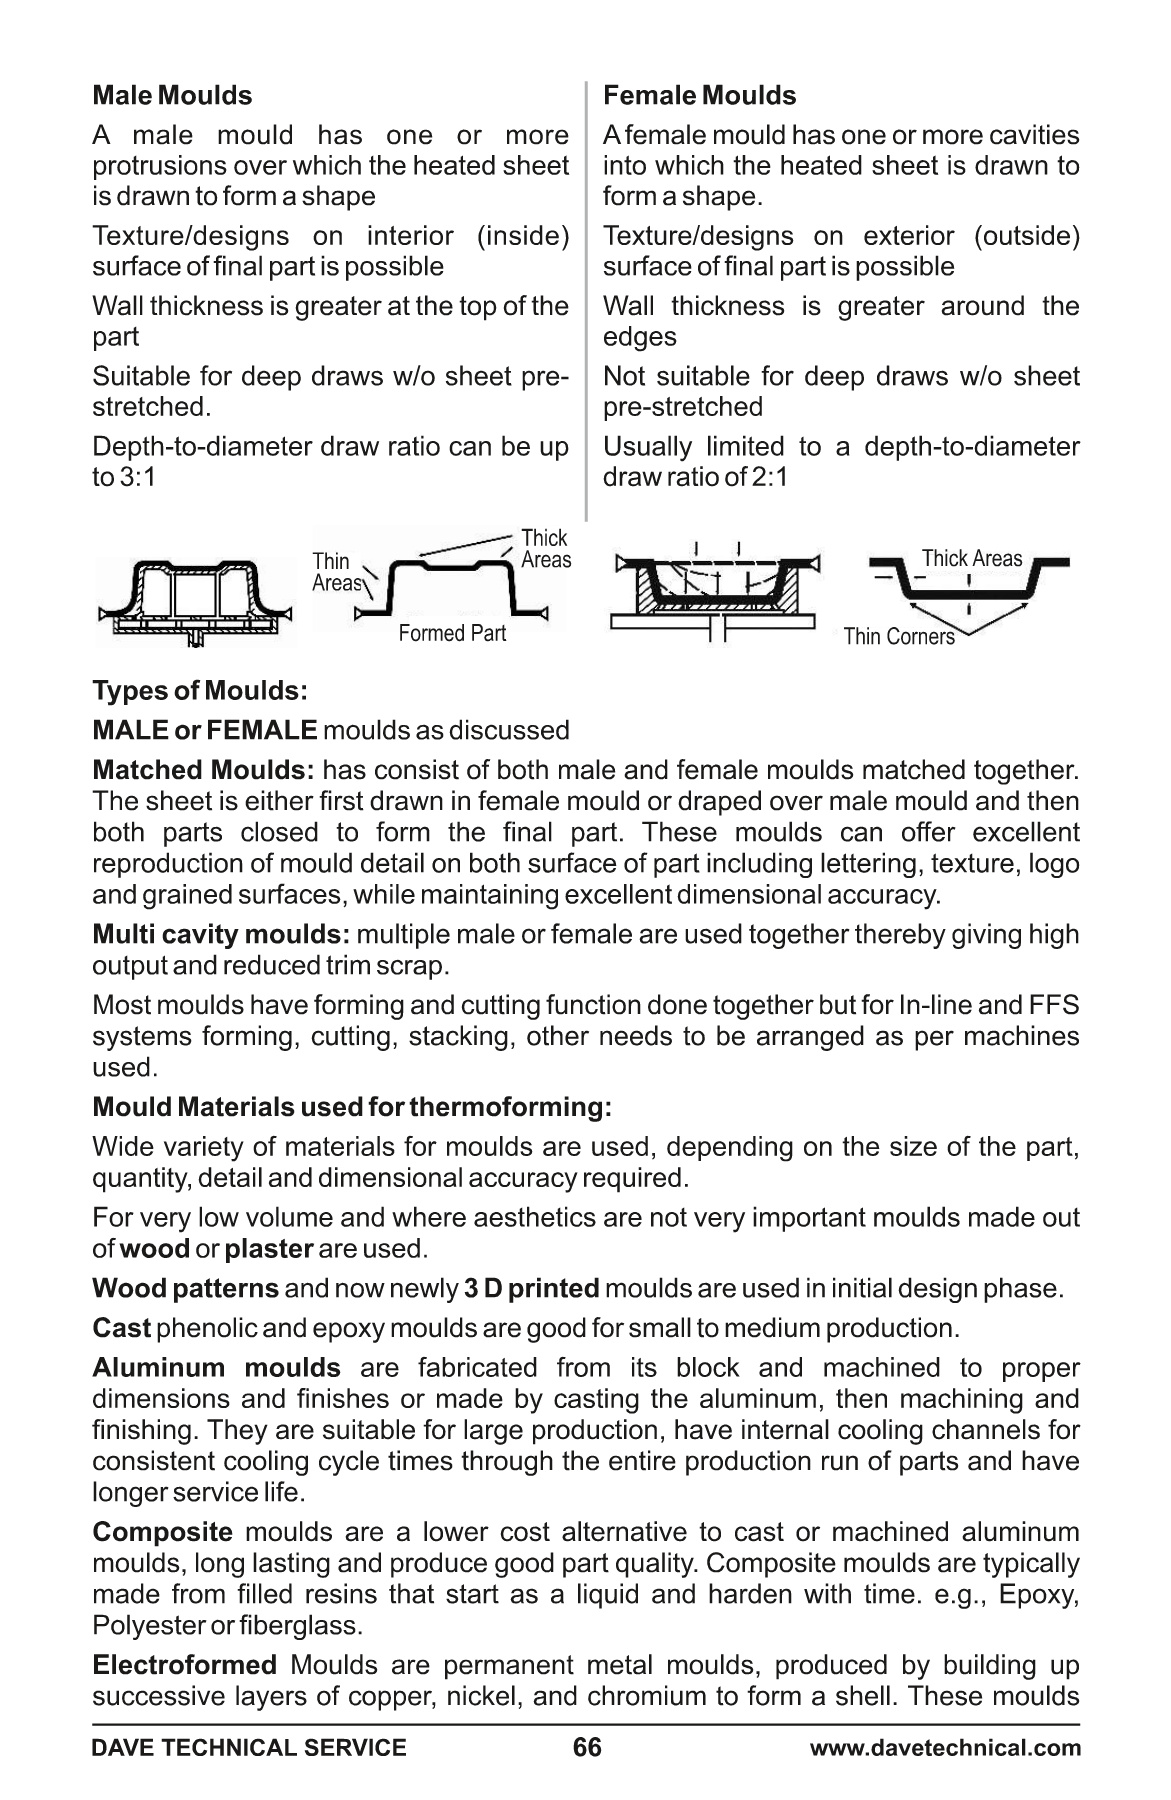 Male Moulds
A male mould has one or more
protrusions over which the heated sheet
is drawn to form a shape
Texture/designs on interior (inside)
surface of final part is possible
Wall thickness is greater at the top of the
part
Suitable for deep draws w/o sheet pre-
stretched.
Depth-to-diameter draw ratio can be up
to 3:1
Female Moulds
A female mould has one or more cavities
into which the heated sheet is drawn to
form a shape.
Texture/designs on exterior (outside)
surface of final part is possible
Wall thickness is greater around the
edges
Not suitable for deep draws w/o sheet
pre-stretched
Usually limited to a depth-to-diameter
draw ratio of 2:1
Thin
Areas
Thick
Areas
Formed Part
Thick Areas
Thin Corners
Types of Moulds:
MALE or FEMALE moulds as discussed
Matched Moulds: has consist of both male and female moulds matched together.
The sheet is either first drawn in female mould or draped over male mould and then
both parts closed to form the final part. These moulds can offer excellent
reproduction of mould detail on both surface of part including lettering, texture, logo
and grained surfaces, while maintaining excellent dimensional accuracy.
Multi cavity moulds: multiple male or female are used together thereby giving high
output and reduced trim scrap.
Most moulds have forming and cutting function done together but for In-line and FFS
systems forming, cutting, stacking, other needs to be arranged as per machines
used.
Mould Materials used for thermoforming:
Wide variety of materials for moulds are used, depending on the size of the part,
quantity, detail and dimensional accuracy required.
For very low volume and where aesthetics are not very important moulds made out
of wood or plaster are used.
Wood patterns and now newly 3 D printed moulds are used in initial design phase.
Cast phenolic and epoxy moulds are good for small to medium production.
Aluminum moulds are fabricated from its block and machined to proper
dimensions and finishes or made by casting the aluminum, then machining and
finishing. They are suitable for large production, have internal cooling channels for
consistent cooling cycle times through the entire production run of parts and have
longer service life.
Composite moulds are a lower cost alternative to cast or machined aluminum
moulds, long lasting and produce good part quality. Composite moulds are typically
made from filled resins that start as a liquid and harden with time. e.g., Epoxy,
Polyester or fiberglass.
Electroformed Moulds are permanent metal moulds, produced by building up
successive layers of copper, nickel, and chromium to form a shell. These moulds
DAVE TECHNICAL SERVICE
66
www.davetechnical.com